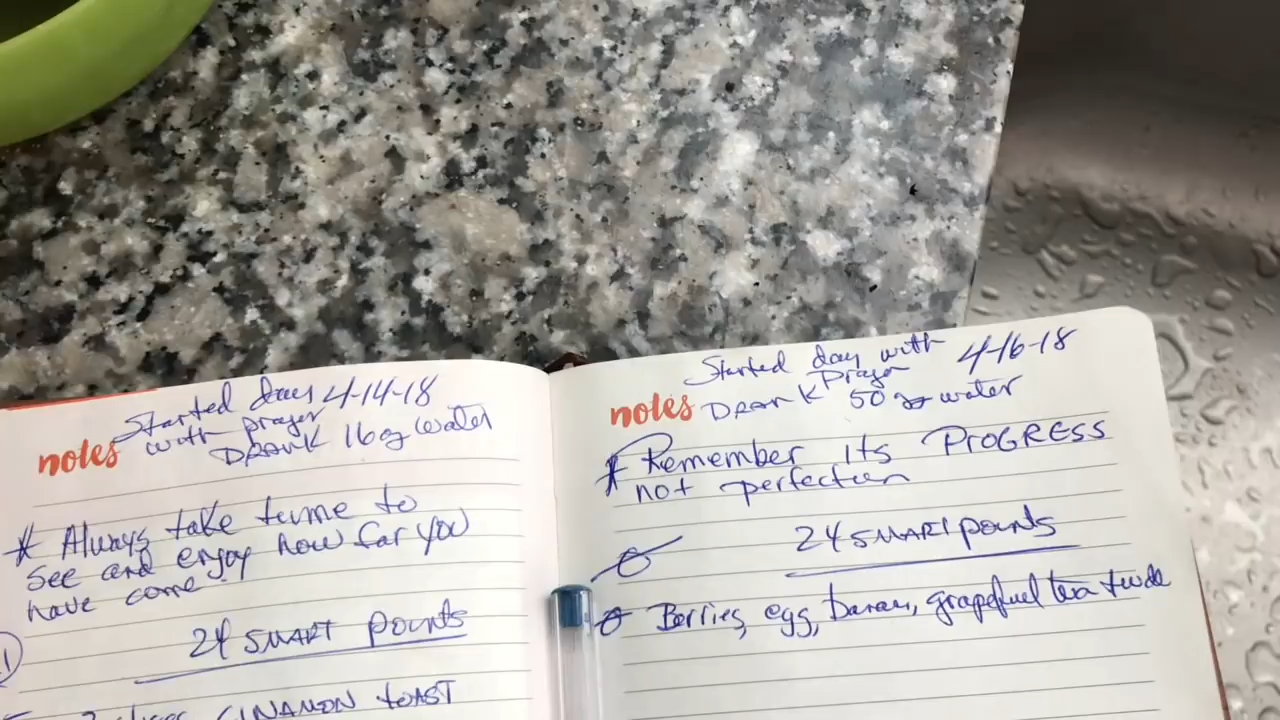 Started day 4-14-18
with prayer
notes DRANK 16 oz water
* Always take time to
see and enjoy how far you
have come
24 SMART points
CINAMON toAST
Started day with 4-16-18
Prayer
notes DRANK 50 oz water
* Remember its PROGRESS
not perfection
24 SMART points
Berries, egg, grapefruit tea